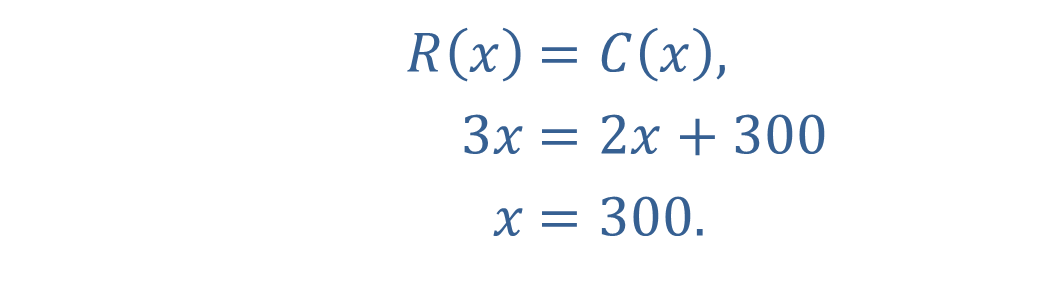 R(x) = C(x),
3x = 2x + 300
x = 300.